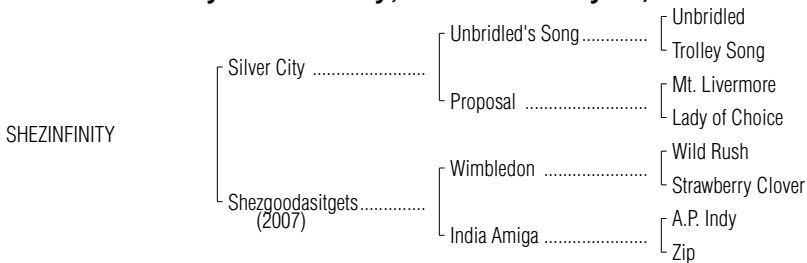 Unbridled
Unbridled's Song..............
Trolley Song
Silver City ........................
Mt. Livermore
Proposal ..........................
Lady of Choice
SHEZINFINITY
Wild Rush
Wimbledon ......................
Strawberry Clover
Shezgoodasitgets..............
(2007)
A.P. Indy
India Amiga ......................
Zip